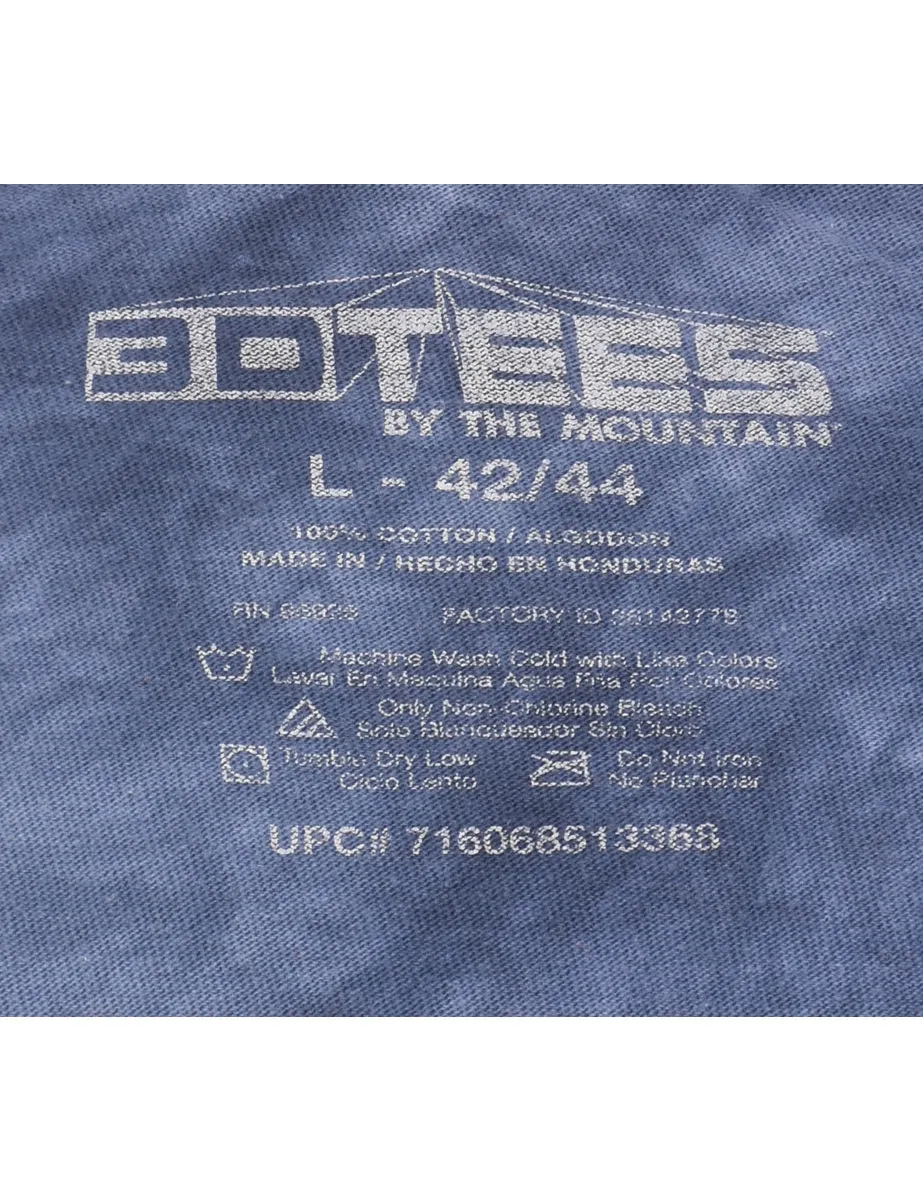 3DTEES
BY THE MOUNTAIN®
L - 42/44
100% COTTON / ALGODON
MADE IN / HECHO EN HONDURAS
FACTORY ID
Machine Wash Cold with Like Colors
Lavar En Maquina Agua Fria Por Colores
Only Non-Chlorine Bleach
Solo Blanqueador Sin Cloro
Tumble Dry Low
Ciclo Lento
Do Not Iron
No Planchar
UPC# 716068513368